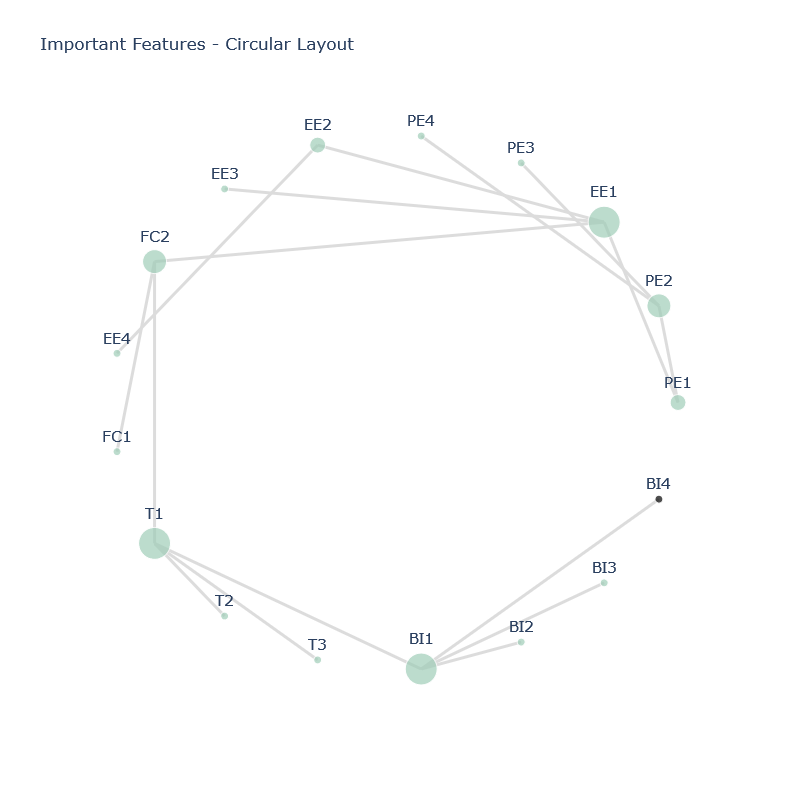 Important Features - Circular Layout
PE4
EE2
PE3
EE3
EE1
FC2
PE2
EE4
PE1
FC1
BI4
T1
BI3
T2
BI2
BI1
T3